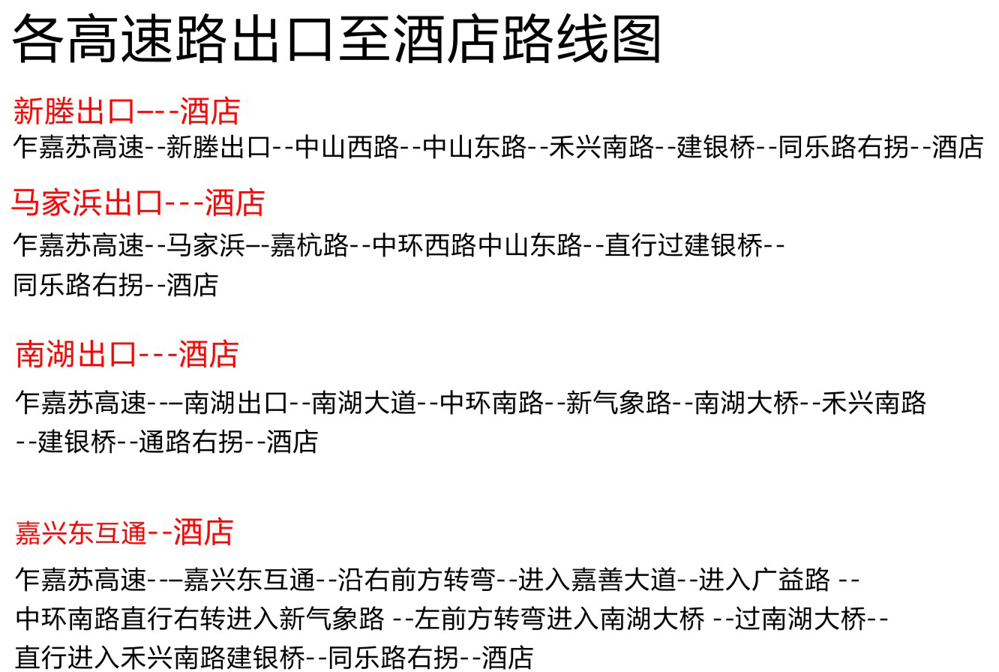 各高速路出口至酒店路线图
新塍出口–--酒店
乍嘉苏高速--新塍出口--中山西路--中山东路--禾兴南路--建银桥--同乐路右拐--酒店
马家浜出口---酒店
乍嘉苏高速--马家浜–-嘉杭路--中环西路中山东路--直行过建银桥--
同乐路右拐--酒店
南湖出口---酒店
乍嘉苏高速--–南湖出口--南湖大道--中环南路--新气象路--南湖大桥--禾兴南路
--建银桥--通路右拐--酒店
嘉兴东互通--酒店
乍嘉苏高速--–嘉兴东互通--沿右前方转弯--进入嘉善大道--进入广益路 --
中环南路直行右转进入新气象路 --左前方转弯进入南湖大桥 --过南湖大桥--
直行进入禾兴南路建银桥--同乐路右拐--酒店